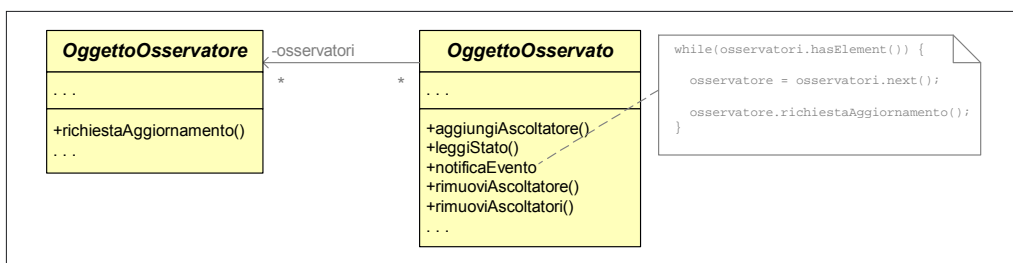 OggettoOsservatore
. . .
+richiestaAggiornamento()
. . .
-osservatori
*
*
OggettoOsservato
. . .
+aggiungiAscoltatore()
+leggiStato()
+notificaEvento
+rimuoviAscoltatore()
+rimuoviAscoltatori()
. . .
while(osservatori.hasElement()) {
osservatore = osservatori.next();
osservatore.richiestaAggiornamento();
}